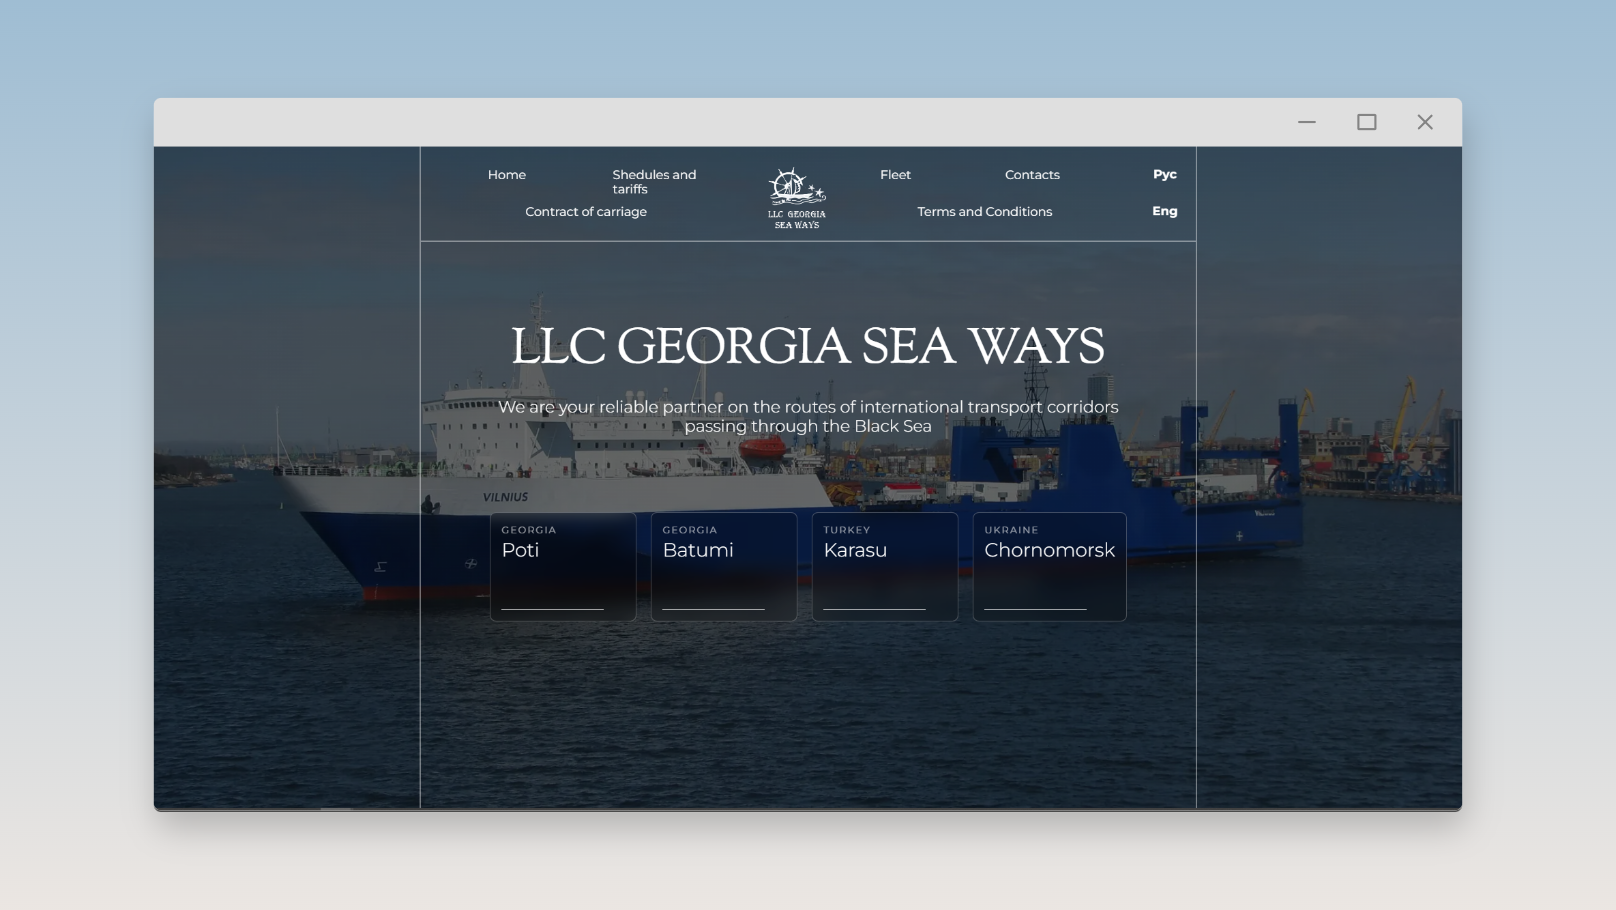 Home
Shedules and
tariffs
Contract of carriage
LLC GEORGIA
SEA WAYS
Fleet
Contacts
Terms and Conditions
Рус
Eng
LLC GEORGIA SEA WAYS
We are your reliable partner on the routes of international transport corridors
passing through the Black Sea
VILNIUS
GEORGIA
Poti
GEORGIA
Batumi
TURKEY
Karasu
UKRAINE
Chornomorsk